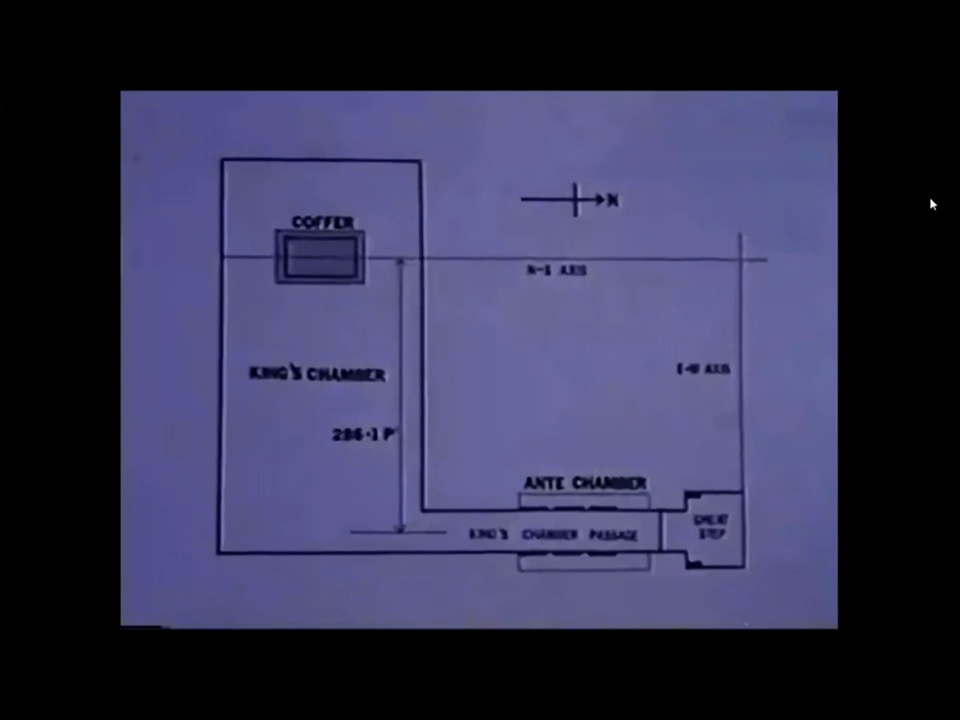 COFFER
N
N-S AXIS
KING'S CHAMBER
E-W AXIS
286·1 P
ANTE CHAMBER
KING'S CHAMBER PASSAGE
GREAT
STEP